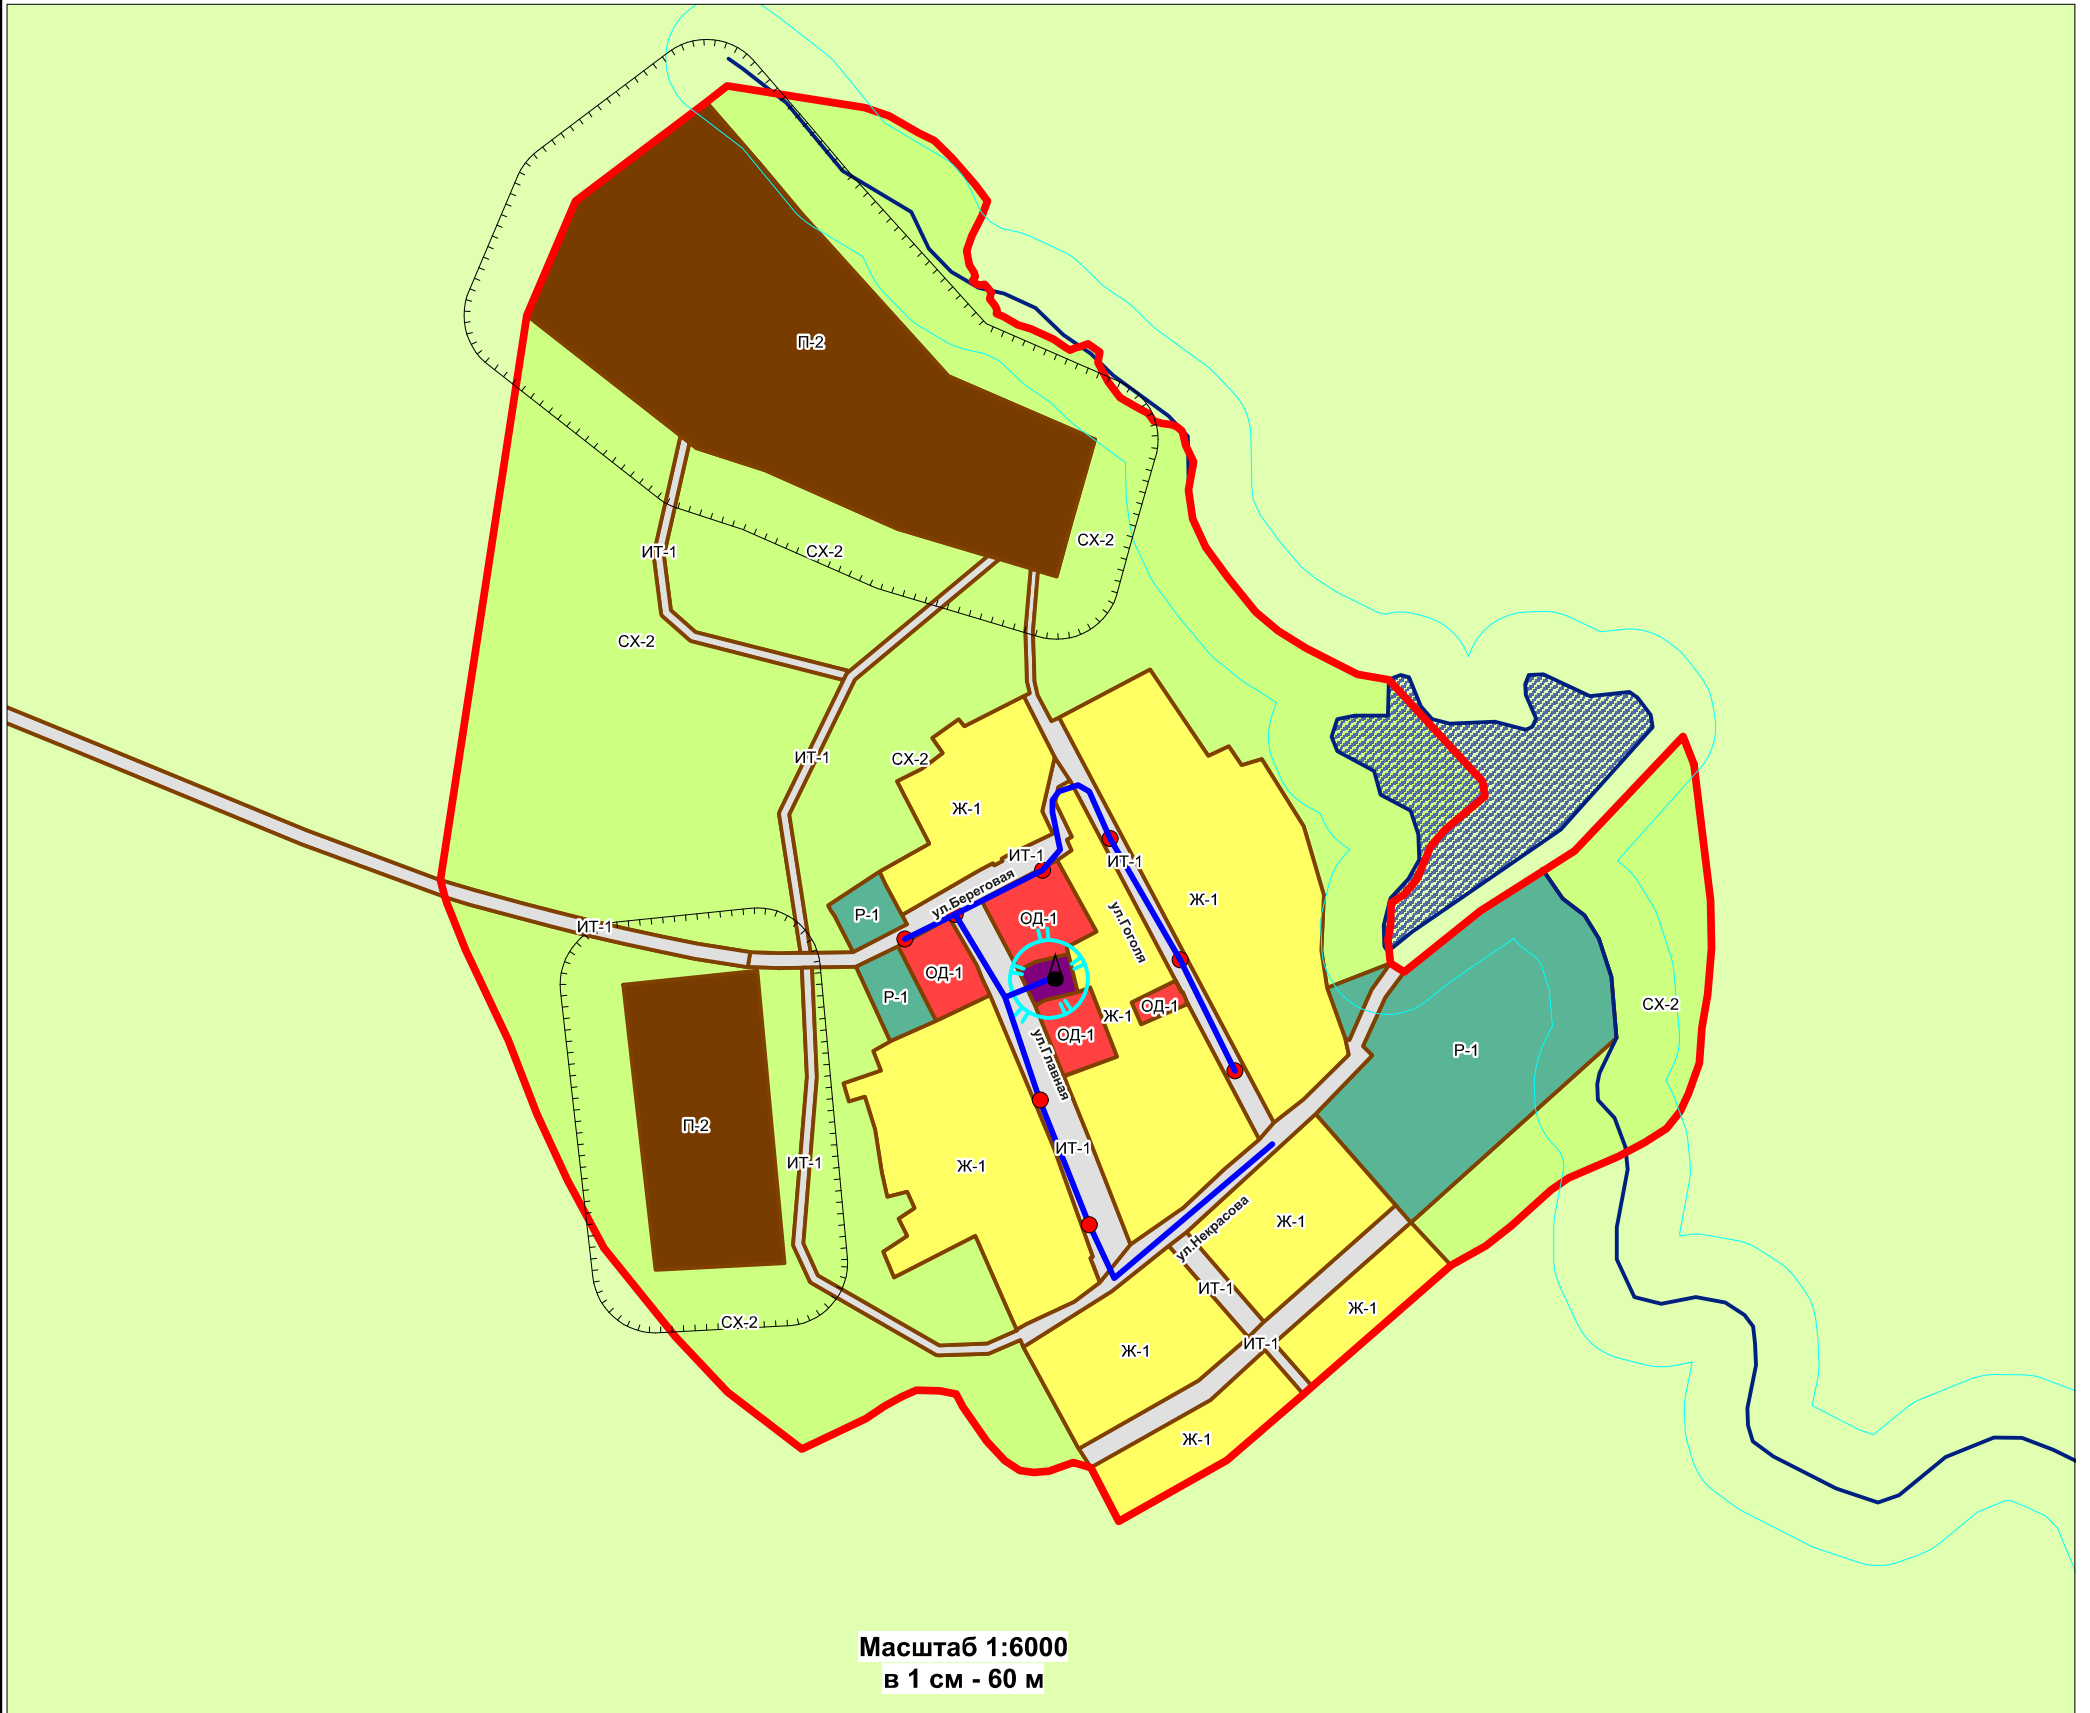 П-2
СХ-2
ИТ-1
СХ-2
СХ-2
ИТ-1
СХ-2
Ж-1
ИТ-1
ИТ-1
ул.Береговая
Ж-1
Р-1
ОД-1
ИТ-1
ул.Гоголя
ОД-1
Р-1
ОД-1
СХ-2
Ж-1
ОД-1
ул.Главная
Р-1
П-2
ИТ-1
ИТ-1
Ж-1
ул.Некрасова
Ж-1
ИТ-1
Ж-1
СХ-2
ИТ-1
Ж-1
Ж-1
Масштаб 1:6000
в 1 см - 60 м